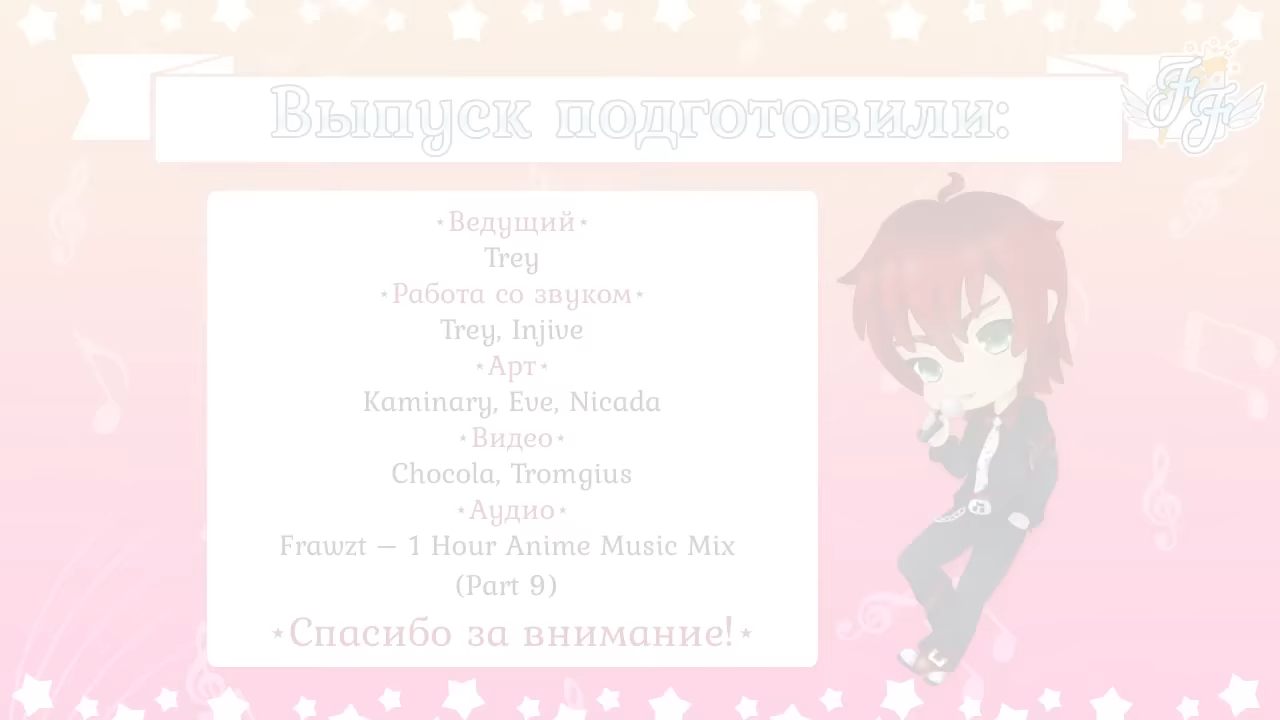 Выпуск подготовили:
FF
⋆Ведущий⋆
Trey
⋆Работа со звуком⋆
Trey, Injive
⋆Арт⋆
Kaminary, Eve, Nicada
⋆Видео⋆
Chocola, Tromgius
⋆Аудио⋆
Frawzt – 1 Hour Anime Music Mix
(Part 9)
⋆Спасибо за внимание!⋆